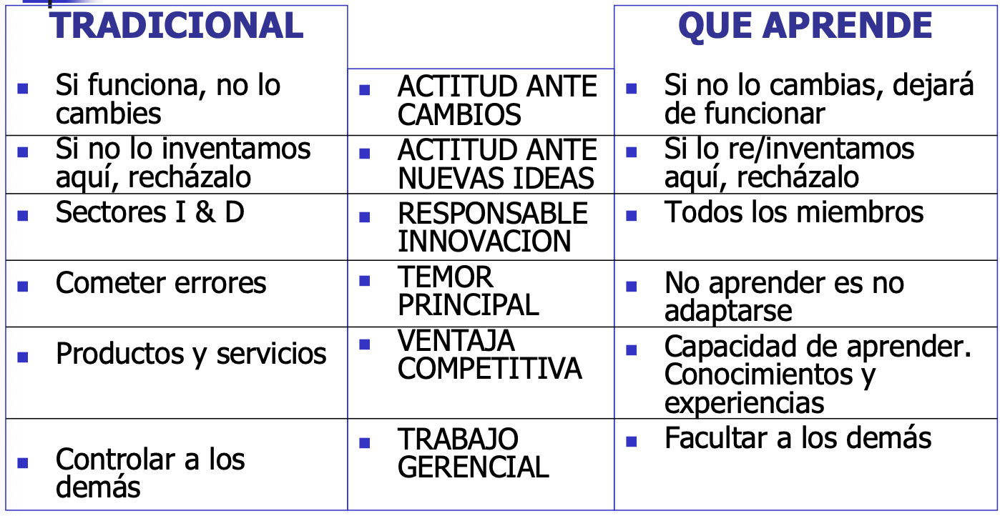 TRADICIONAL
QUE APRENDE
Si funciona, no lo
cambies
ACTITUD ANTE
CAMBIOS
Si no lo cambias, dejará
de funcionar
Si no lo inventamos
aquí, recházalo
ACTITUD ANTE
NUEVAS IDEAS
Si lo re/inventamos
aquí, recházalo
Sectores I & D
RESPONSABLE
INNOVACION
Todos los miembros
Cometer errores
TEMOR
PRINCIPAL
No aprender es no
adaptarse
Productos y servicios
VENTAJA
COMPETITIVA
Capacidad de aprender.
Conocimientos y
experiencias
Controlar a los
demás
TRABAJO
GERENCIAL
Facultar a los demás